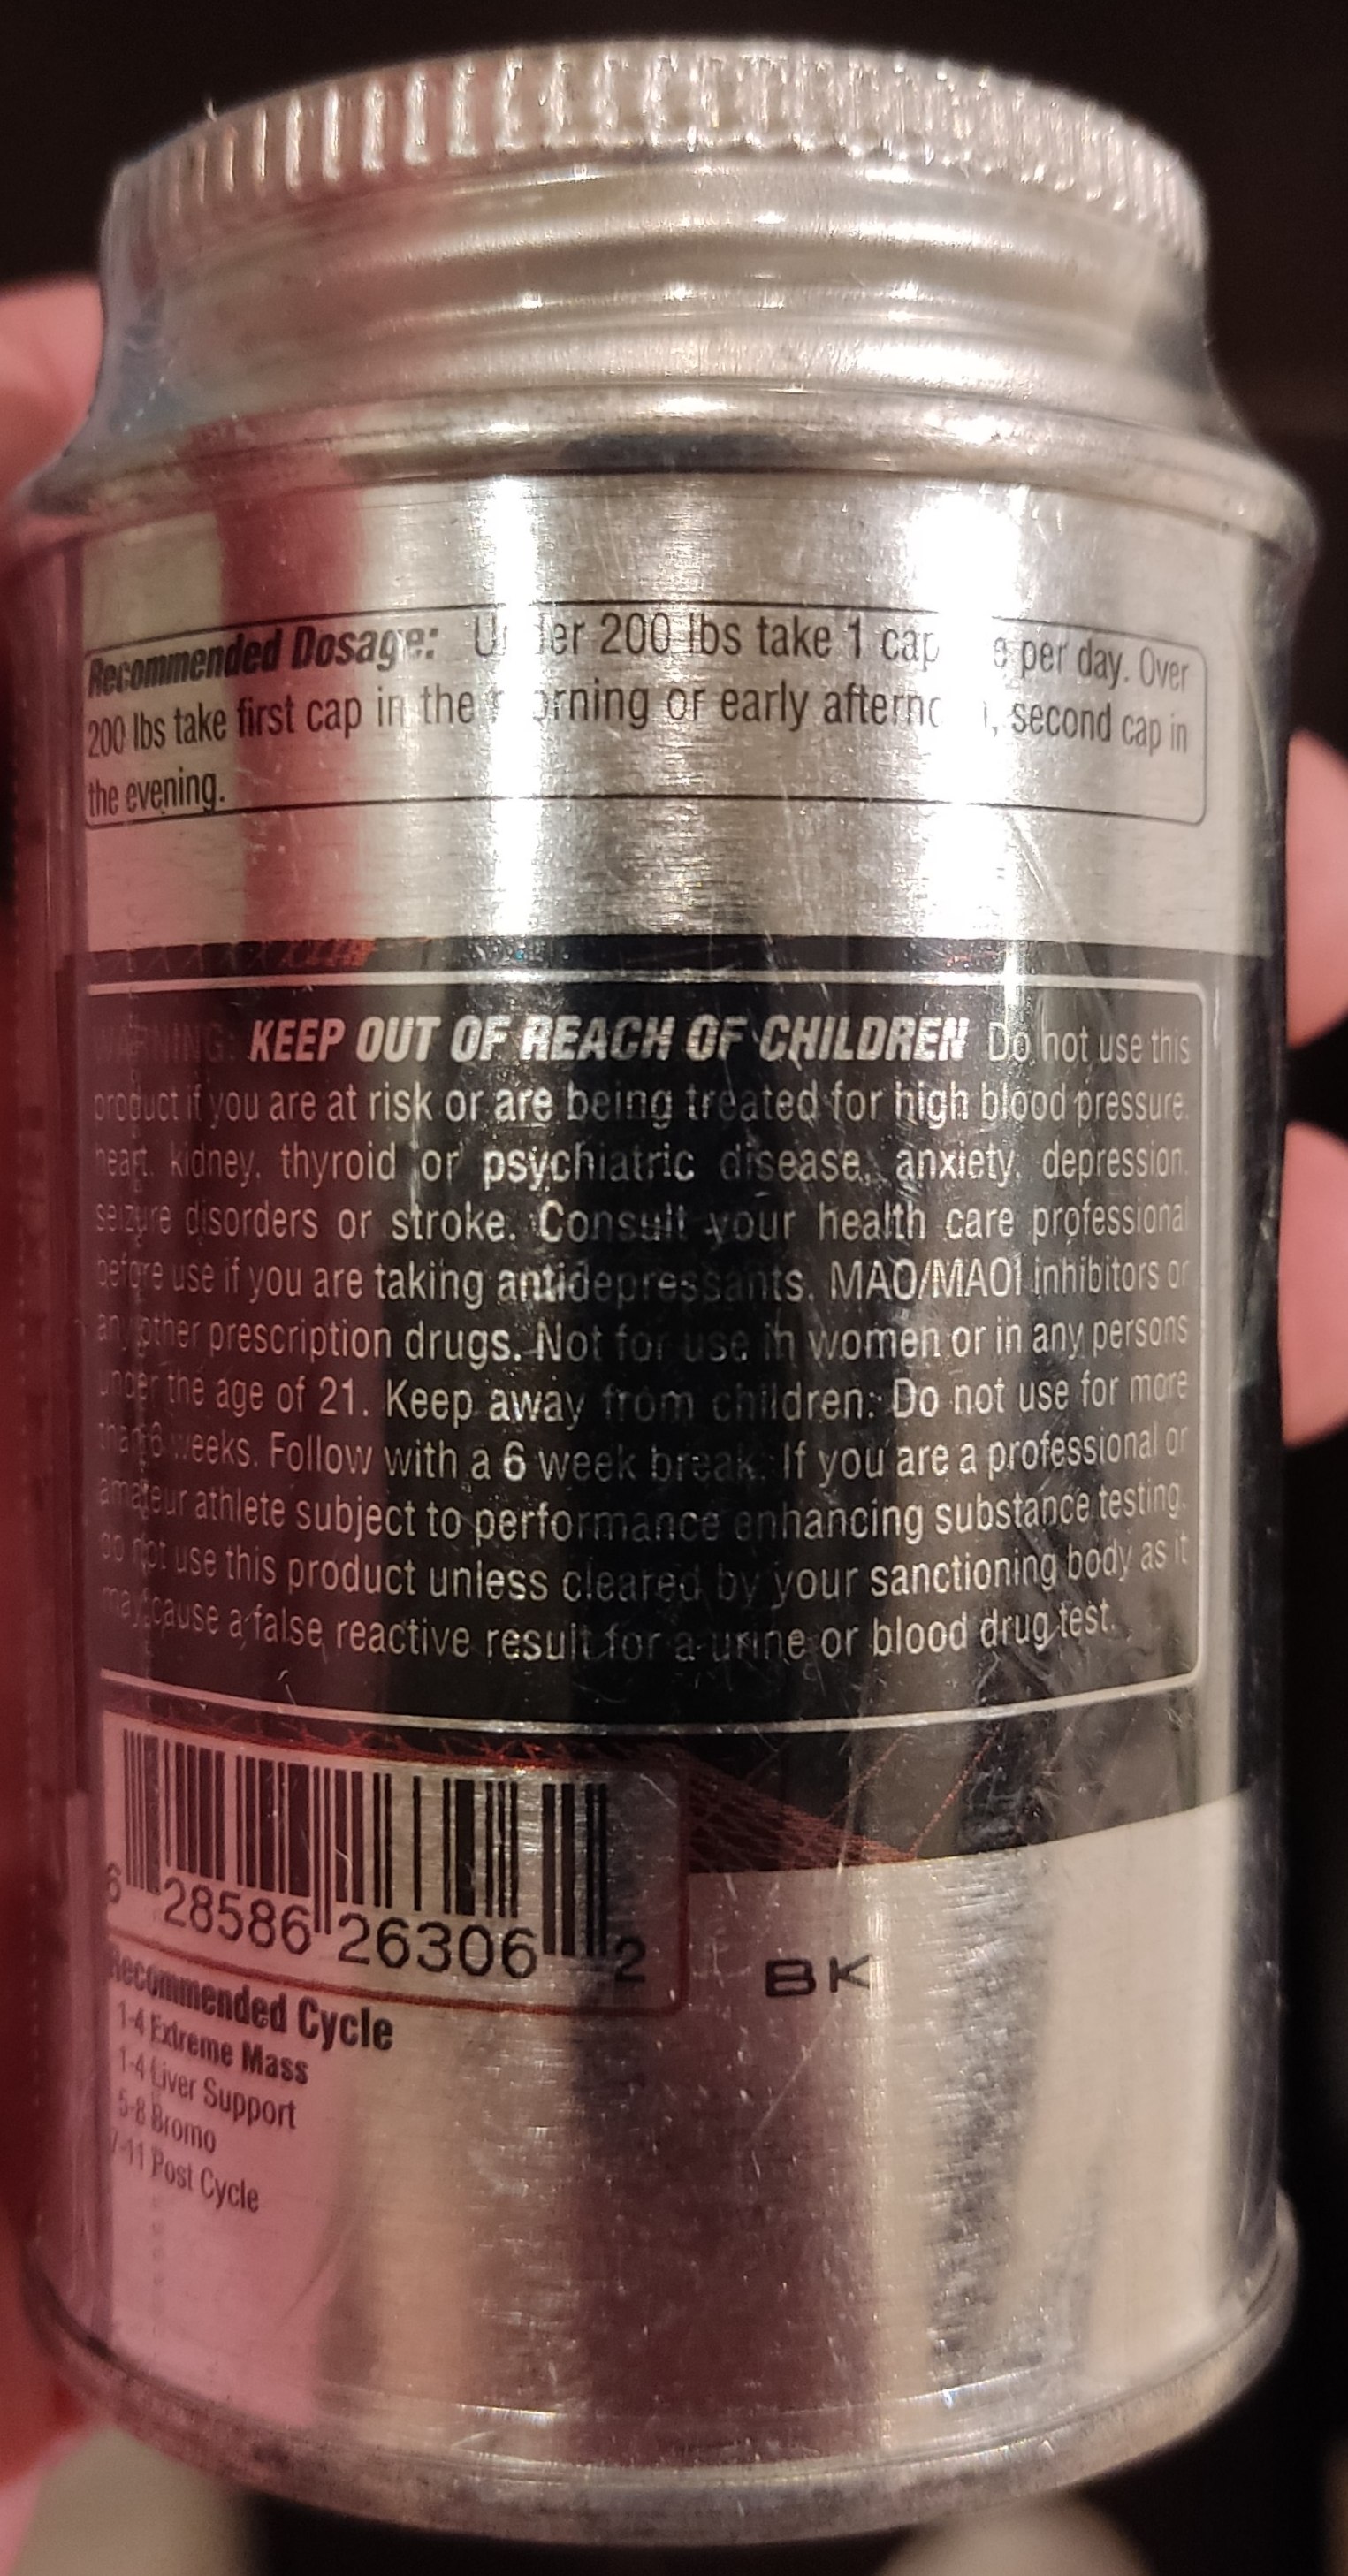 Recommended Dosage: Under 200 lbs take 1 capsule per day. Over
200 lbs take first cap in the morning or early afternoon, second cap in
the evening.
WARNING: KEEP OUT OF REACH OF CHILDREN Do not use this
product if you are at risk or are being treated for high blood pressure,
heart, kidney, thyroid or psychiatric disease, anxiety, depression,
seizure disorders or stroke. Consult your health care professional
before use if you are taking antidepressants, MAO/MAOI inhibitors or
any other prescription drugs. Not for use in women or in any persons
under the age of 21. Keep away from children. Do not use for more
than 6 weeks. Follow with a 6 week break. If you are a professional or
amateur athlete subject to performance enhancing substance testing,
do not use this product unless cleared by your sanctioning body as it
may cause a false reactive result for a urine or blood drug test.
6 28586 26306 2
BK
Recommended Cycle
1-4 Extreme Mass
1-4 Liver Support
5-8 Bromo
7-11 Post Cycle